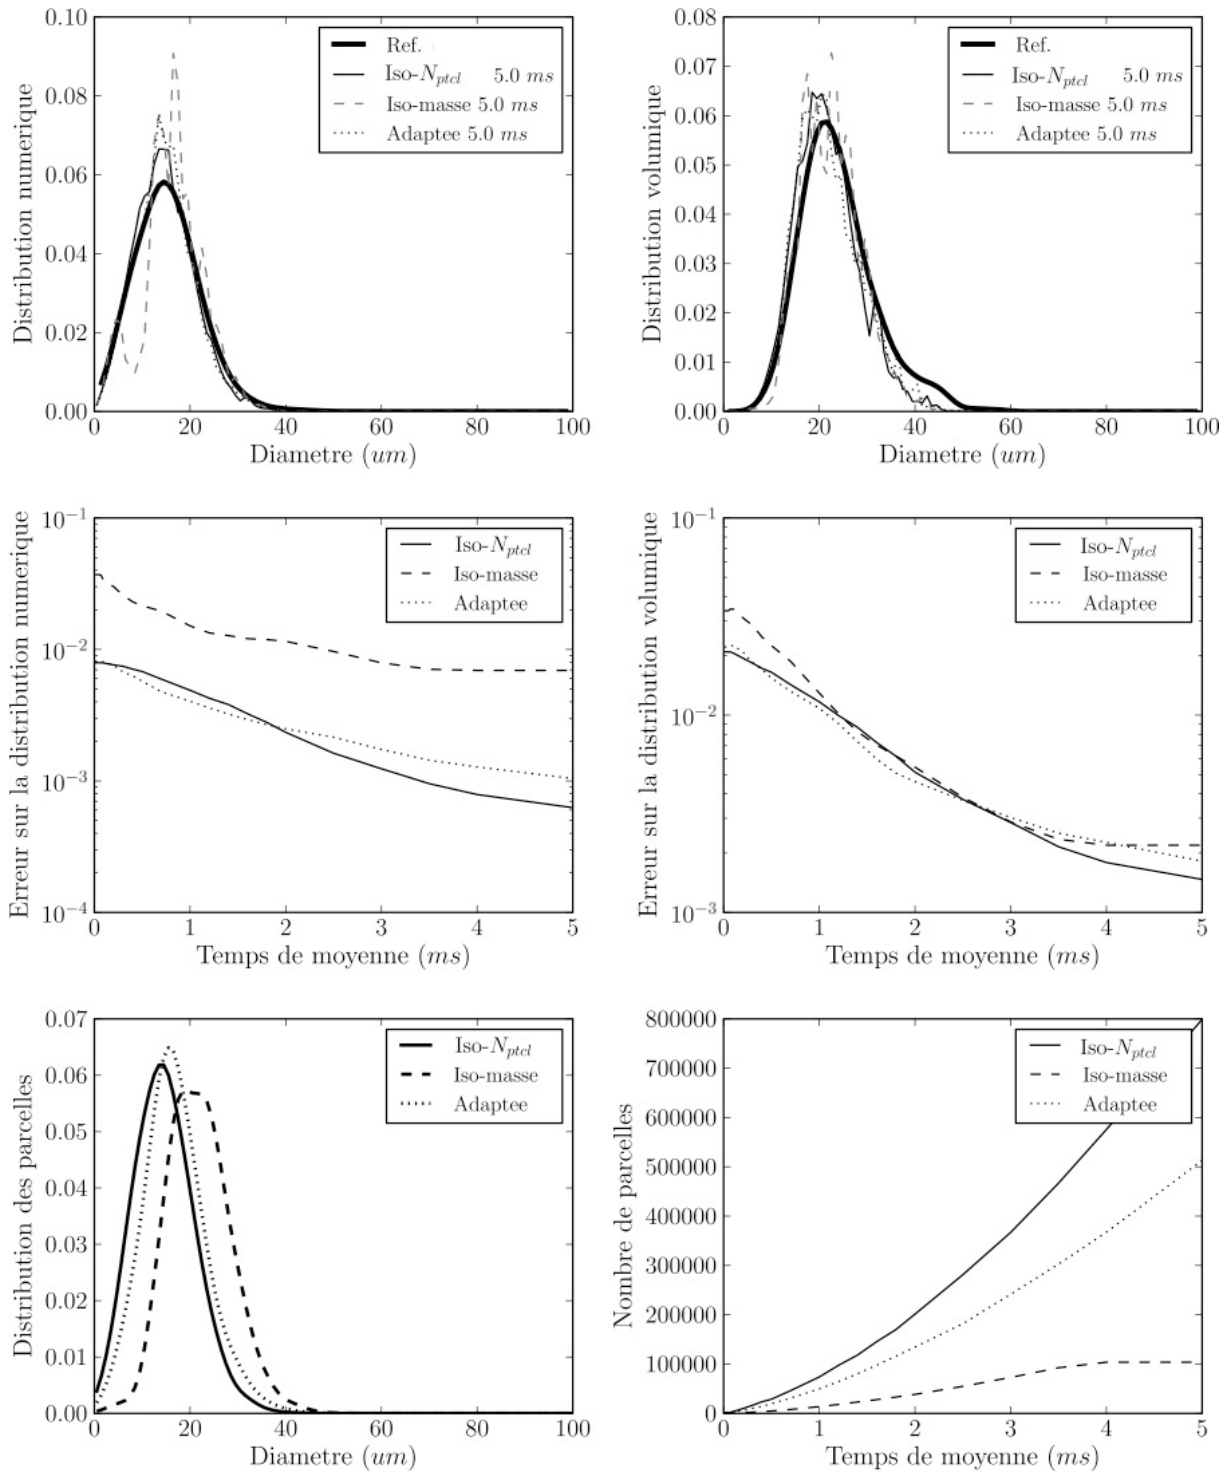 Distribution numerique
0.10
0.08
0.06
0.04
0.02
0.00
0 20 40 60 80 100
Diametre (um)
Ref.
Iso-Nptcl 5.0 ms
Iso-masse 5.0 ms
Adaptee 5.0 ms
Distribution volumique
0.08
0.07
0.06
0.05
0.04
0.03
0.02
0.01
0.00
0 20 40 60 80 100
Diametre (um)
Ref.
Iso-Nptcl 5.0 ms
Iso-masse 5.0 ms
Adaptee 5.0 ms
Erreur sur la distribution numerique
10−1
10−2
10−3
10−4
0 1 2 3 4 5
Temps de moyenne (ms)
Iso-Nptcl
Iso-masse
Adaptee
Erreur sur la distribution volumique
10−1
10−2
10−3
0 1 2 3 4 5
Temps de moyenne (ms)
Iso-Nptcl
Iso-masse
Adaptee
Distribution des parcelles
0.07
0.06
0.05
0.04
0.03
0.02
0.01
0.00
0 20 40 60 80 100
Diametre (um)
Iso-Nptcl
Iso-masse
Adaptee
Nombre de parcelles
800000
700000
600000
500000
400000
300000
200000
100000
0
0 1 2 3 4 5
Temps de moyenne (ms)
Iso-Nptcl
Iso-masse
Adaptee